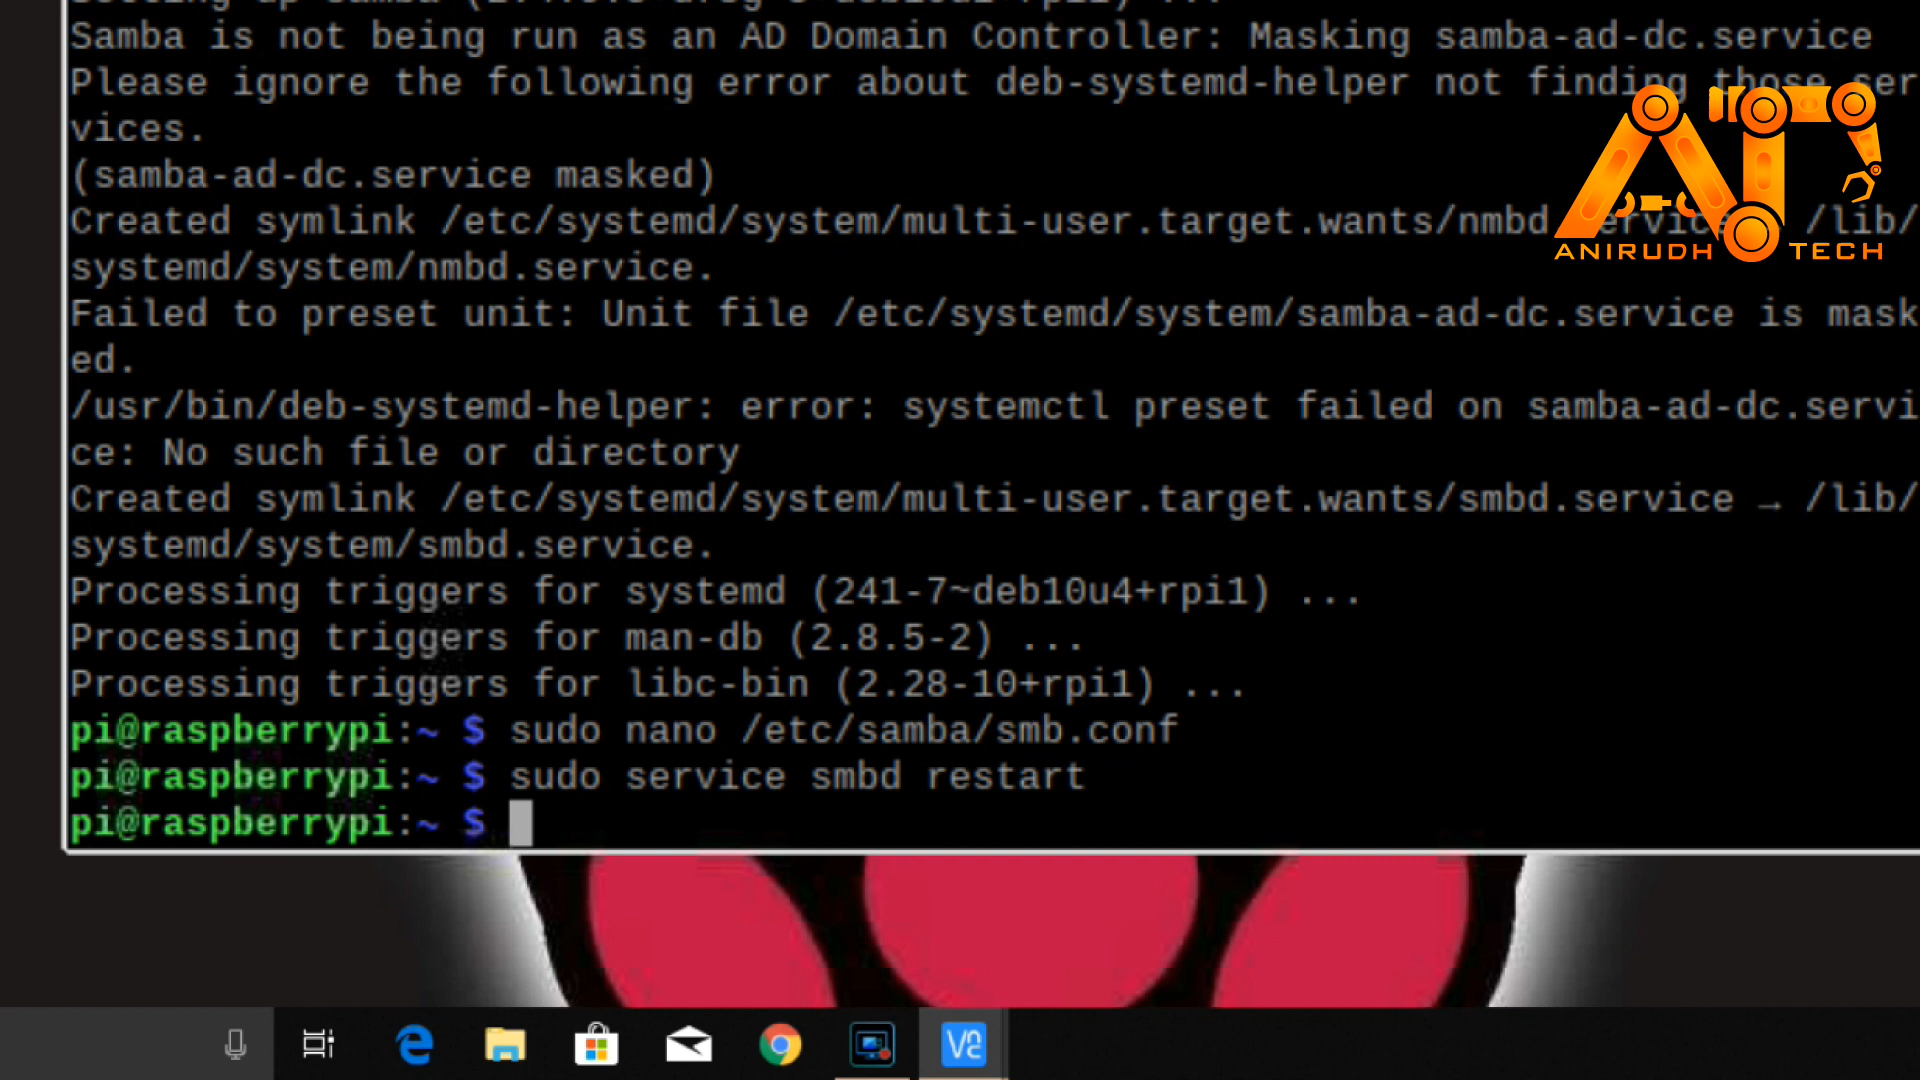 Samba is not being run as an AD Domain Controller: Masking samba-ad-dc.service
Please ignore the following error about deb-systemd-helper not finding those ser
vices.
(samba-ad-dc.service masked)
Created symlink /etc/systemd/system/multi-user.target.wants/nmbd.service /lib/
systemd/system/nmbd.service.
Failed to preset unit: Unit file /etc/systemd/system/samba-ad-dc.service is mask
ed.
/usr/bin/deb-systemd-helper: error: systemctl preset failed on samba-ad-dc.servi
ce: No such file or directory
Created symlink /etc/systemd/system/multi-user.target.wants/smbd.service → /lib/
systemd/system/smbd.service.
Processing triggers for systemd (241-7~deb10u4+rpi1) ...
Processing triggers for man-db (2.8.5-2) ...
Processing triggers for libc-bin (2.28-10+rpi1) ...
pi@raspberrypi:~ $ sudo nano /etc/samba/smb.conf
pi@raspberrypi:~ $ sudo service smbd restart
pi@raspberrypi:~ $
AT
ANIRUDH TECH
VNC